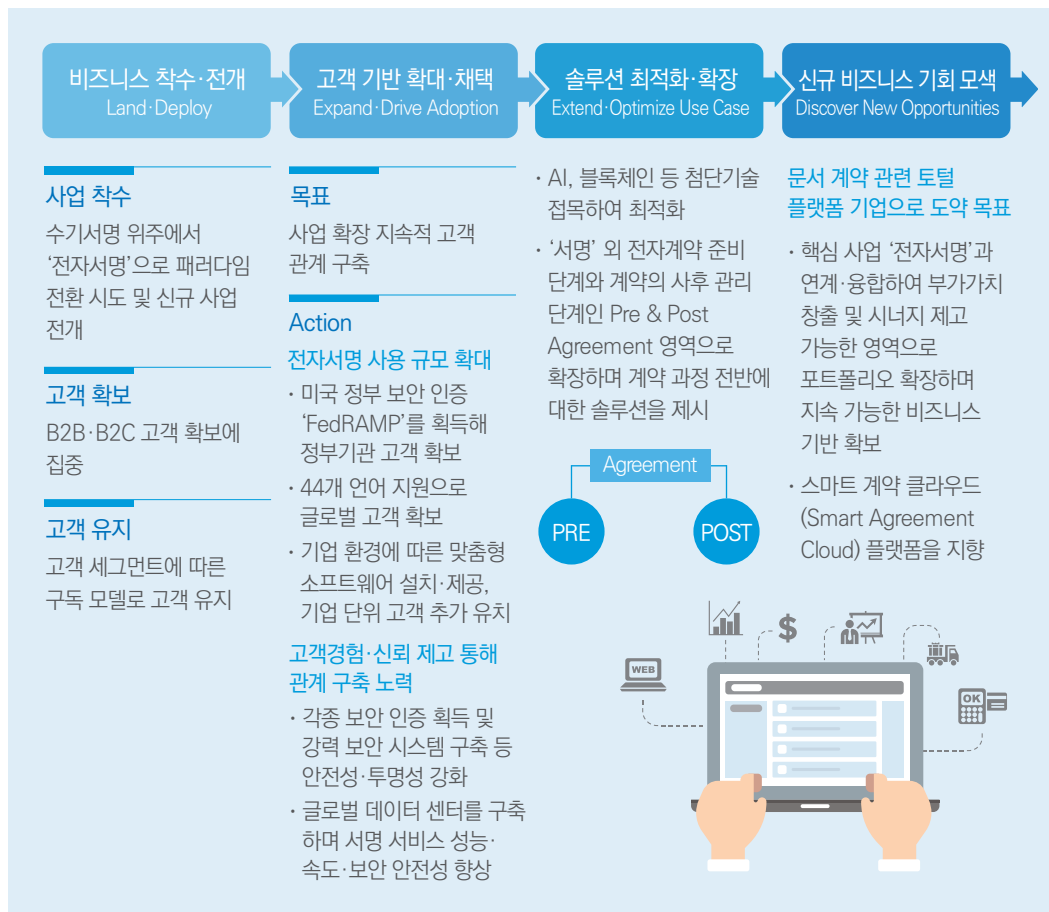 비즈니스 착수·전개
Land·Deploy
고객 기반 확대·채택
Expand·Drive Adoption
솔루션 최적화·확장
Extend·Optimize Use Case
신규 비즈니스 기회 모색
Discover New Opportunities
사업 착수
수기서명 위주에서
‘전자서명’으로 패러다임
전환 시도 및 신규 사업
전개
고객 확보
B2B·B2C 고객 확보에
집중
고객 유지
고객 세그먼트에 따른
구독 모델로 고객 유지
목표
사업 확장 지속적 고객
관계 구축
Action
전자서명 사용 규모 확대
· 미국 정부 보안 인증
‘FedRAMP’를 획득해
정부기관 고객 확보
· 44개 언어 지원으로
글로벌 고객 확보
· 기업 환경에 따른 맞춤형
소프트웨어 설치·제공,
기업 단위 고객 추가 유치
고객경험·신뢰 제고 통해
관계 구축 노력
· 각종 보안 인증 획득 및
강력 보안 시스템 구축 등
안전성·투명성 강화
· 글로벌 데이터 센터를 구축
하며 서명 서비스 성능·
속도·보안 안전성 향상
· AI, 블록체인 등 첨단기술
접목하여 최적화
· ‘서명’ 외 전자계약 준비
단계와 계약의 사후 관리
단계인 Pre & Post
Agreement 영역으로
확장하며 계약 과정 전반에
대한 솔루션을 제시
Agreement
PRE
POST
문서 계약 관련 토털
플랫폼 기업으로 도약 목표
· 핵심 사업 ‘전자서명’과
연계·융합하여 부가가치
창출 및 시너지 제고
가능한 영역으로
포트폴리오 확장하며
지속 가능한 비즈니스
기반 확보
· 스마트 계약 클라우드
(Smart Agreement
Cloud) 플랫폼을 지향
$
WEB
OK